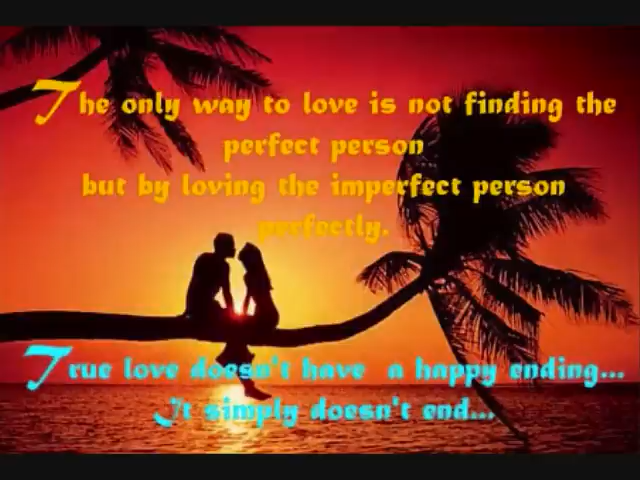 The only way to love is not finding the
perfect person
but by loving the imperfect person
perfectly.
True love doesn't have a happy ending...
It simply doesn't end...